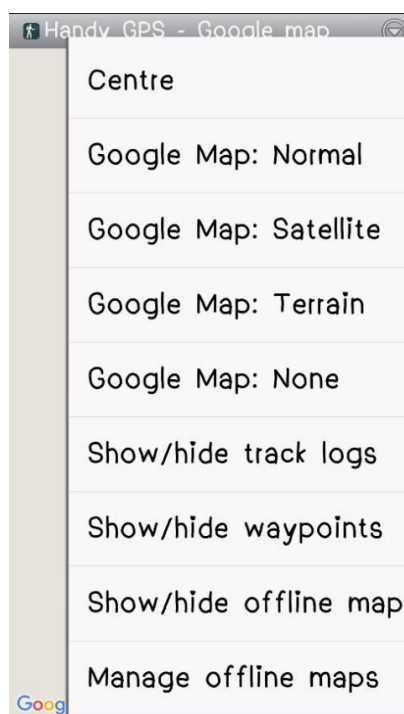 Handy GPS - Google map
Centre
Google Map: Normal
Google Map: Satellite
Google Map: Terrain
Google Map: None
Show/hide track logs
Show/hide waypoints
Show/hide offline map
Manage offline maps
Goog